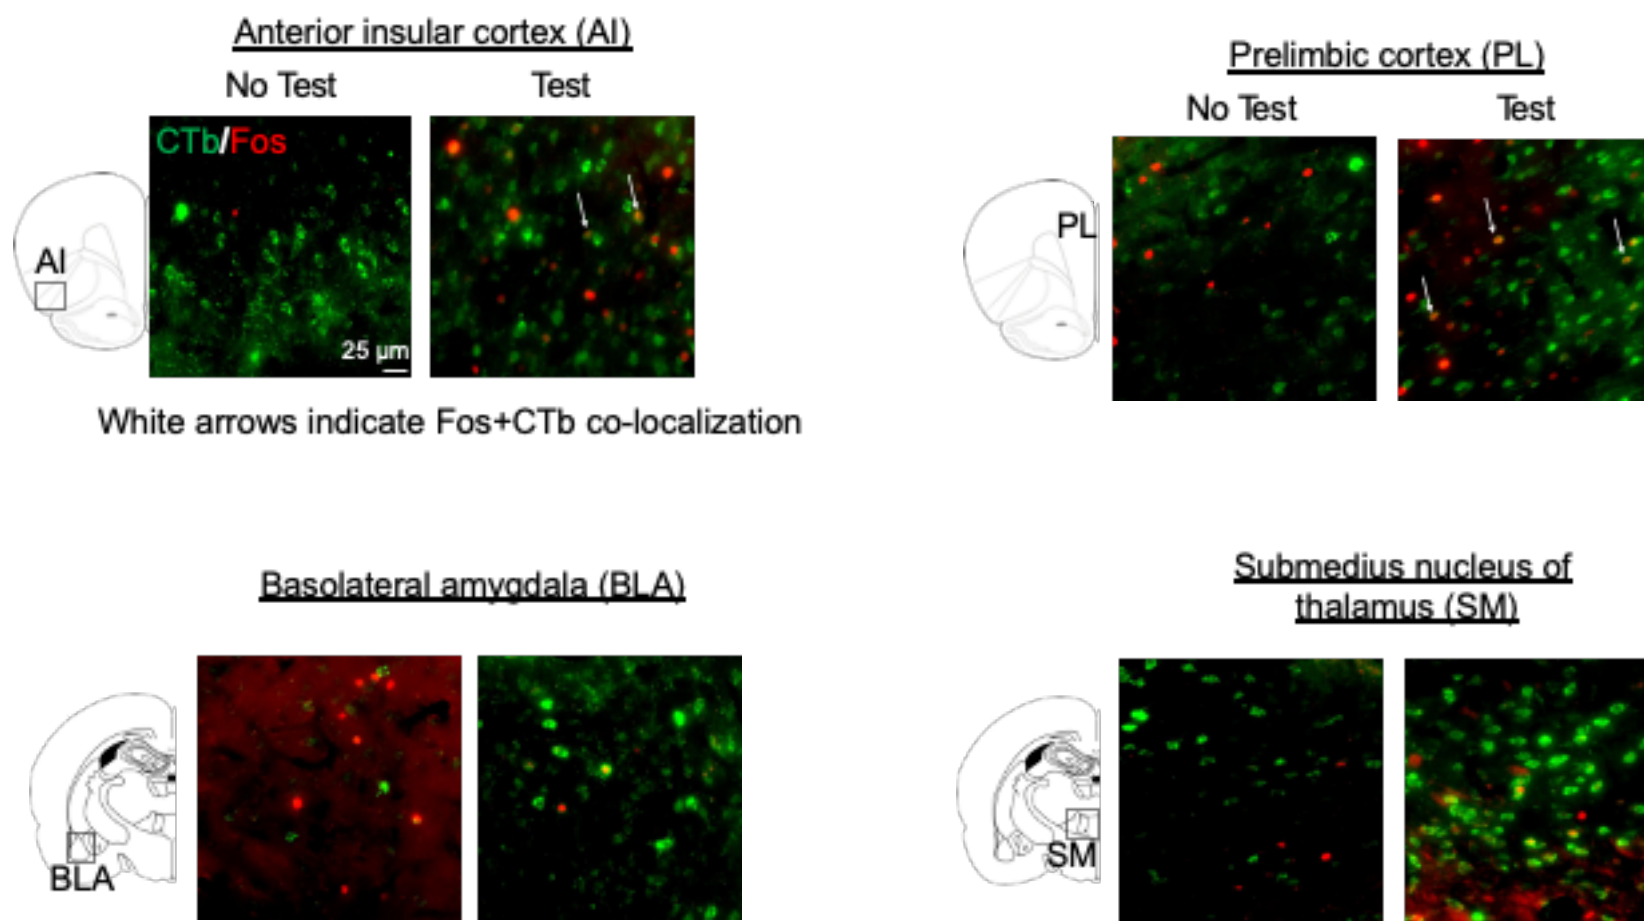 Anterior insular cortex (AI)
No Test
Test
CTb/Fos
AI
25 µm
White arrows indicate Fos+CTb co-localization
Prelimbic cortex (PL)
No Test
Test
PL
Basolateral amygdala (BLA)
BLA
Submedius nucleus of
thalamus (SM)
SM